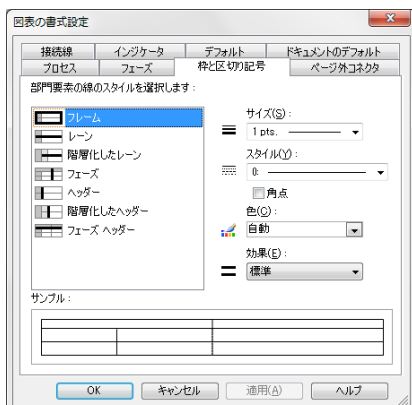 図表の書式設定
接続線 インジケータ デフォルト ドキュメントのデフォルト
プロセス フェーズ 枠と区切り記号 ページ外コネクタ
部門要素の線のスタイルを選択します:
フレーム
レーン
階層化したレーン
フェーズ
ヘッダー
階層化したヘッダー
フェーズ ヘッダー
サイズ(S):
1 pts.
スタイル(Y):
0:
角点
色(C):
自動
効果(E):
標準
サンプル:
OK キャンセル 適用(A) ヘルプ